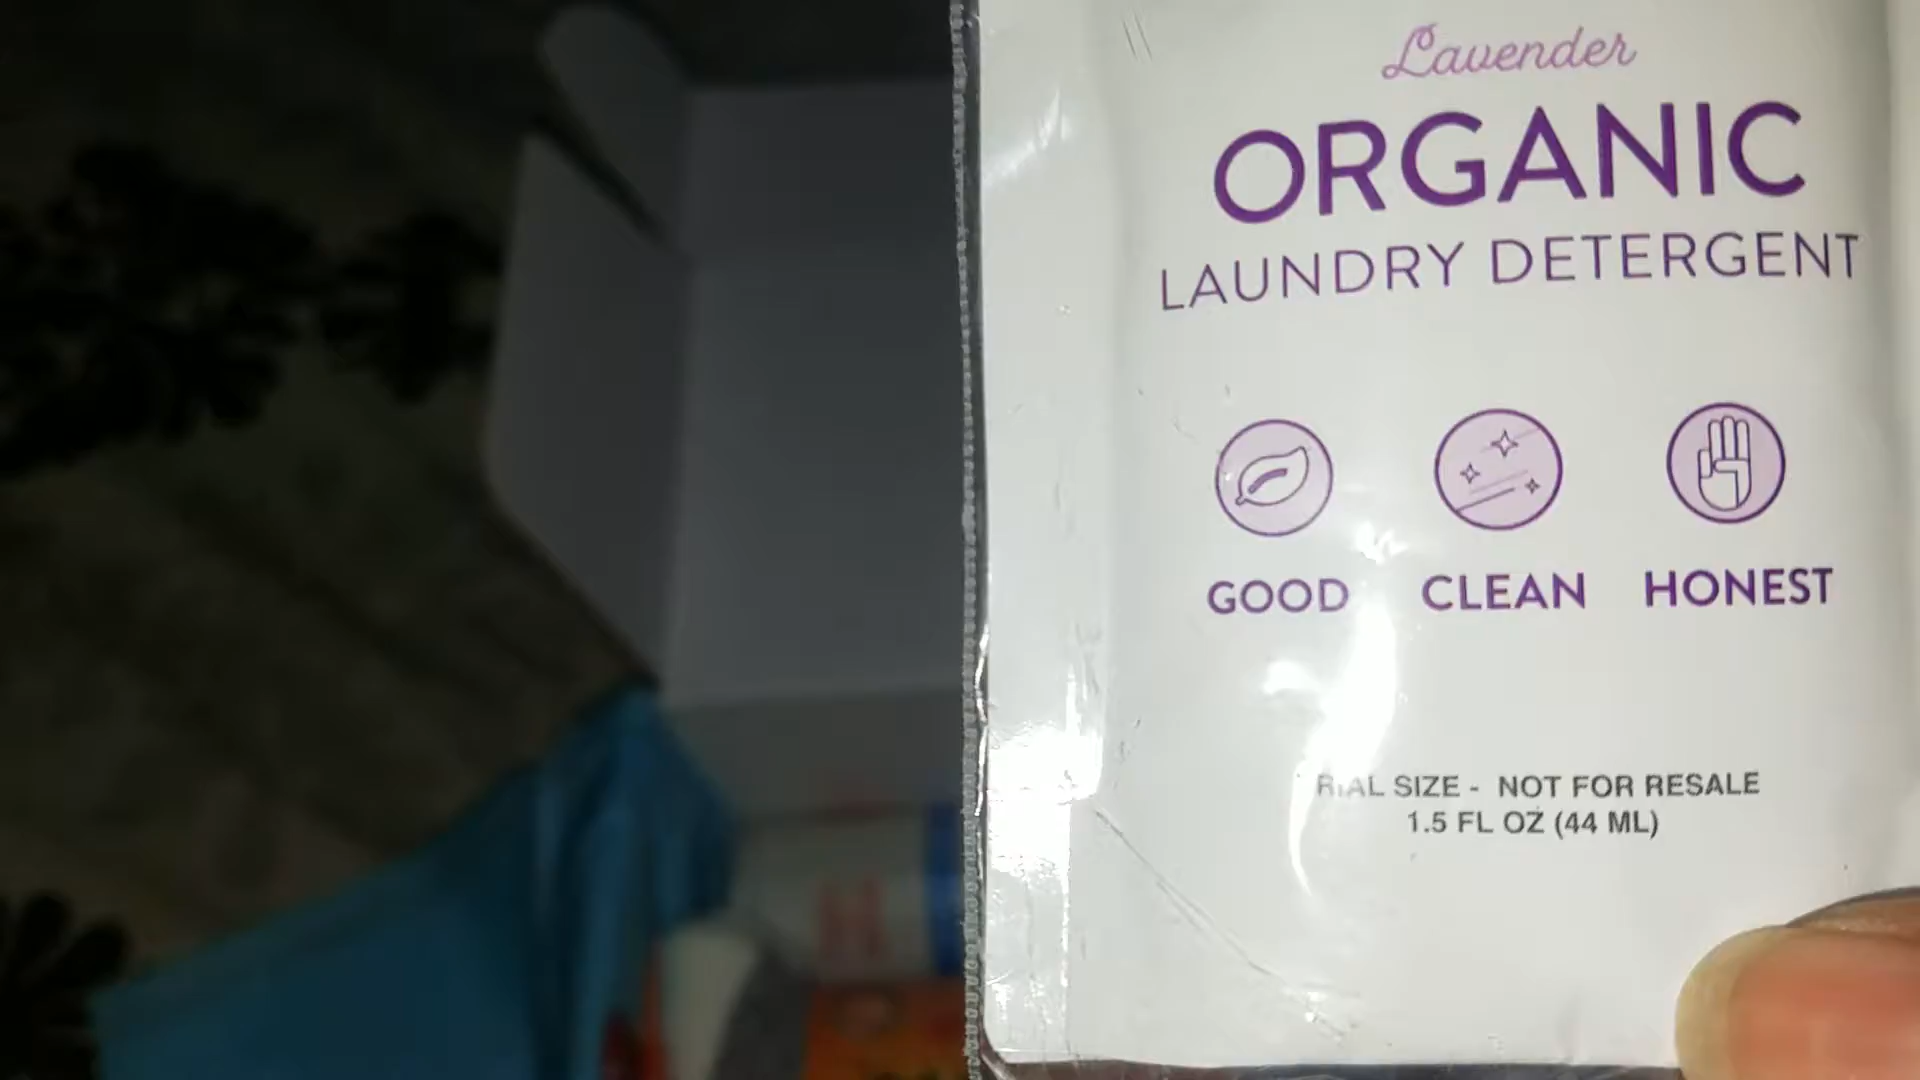 Lavender
ORGANIC
LAUNDRY DETERGENT
GOOD CLEAN HONEST
RIAL SIZE - NOT FOR RESALE
1.5 FL OZ (44 ML)